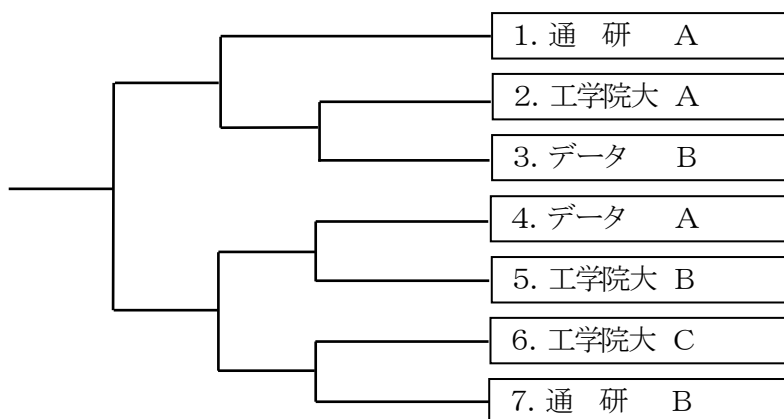 1. 通 研 A
2. 工学院大 A
3. データ B
4. データ A
5. 工学院大 B
6. 工学院大 C
7. 通 研 B